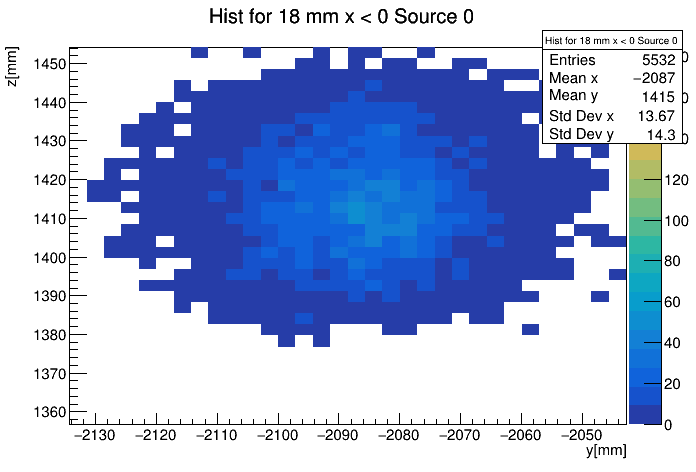 Hist for 18 mm x < 0 Source 0
z[mm]
Hist for 18 mm x < 0 Source 0
Entries 5532
Mean x −2087
Mean y 1415
Std Dev x 13.67
Std Dev y 14.3
1450
1440
1430
1420
1410
1400
1390
1380
1370
1360
0
0
120
100
80
60
40
20
0
−2130 −2120 −2110 −2100 −2090 −2080 −2070 −2060 −2050
y[mm]